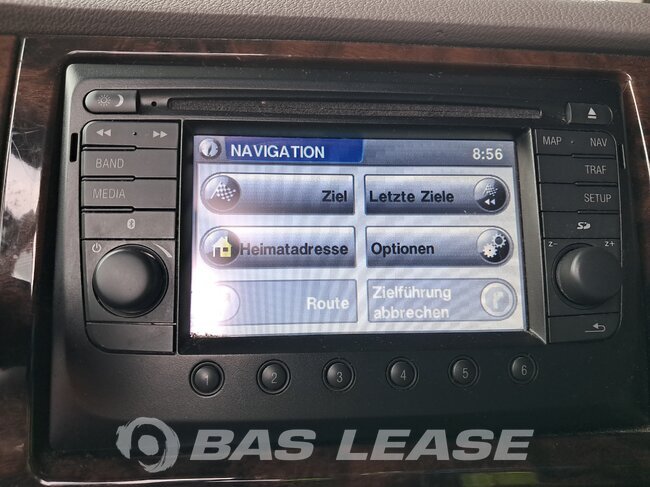 NAVIGATION 8:56
BAND
MEDIA
MAP NAV
TRAF
SETUP
Z- Z+
Ziel
Letzte Ziele
Heimatadresse
Optionen
Route
Zielführung
abbrechen
1 2 3 4 5 6
BAS LEASE